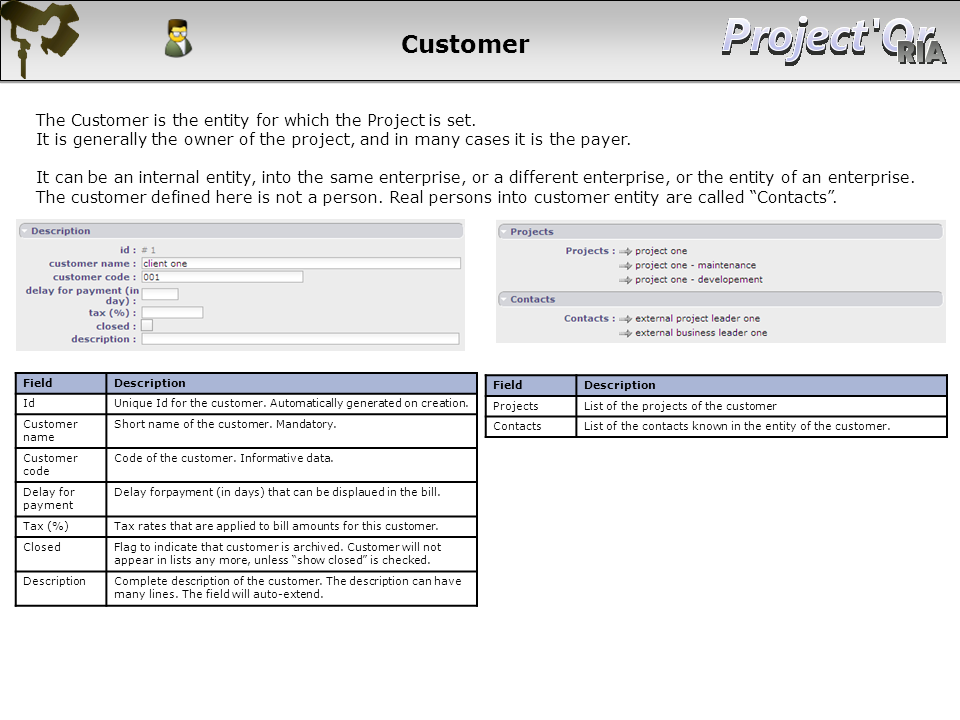 Customer
Project'Or
RIA
The Customer is the entity for which the Project is set.
It is generally the owner of the project, and in many cases it is the payer.
It can be an internal entity, into the same enterprise, or a different enterprise, or the entity of an enterprise.
The customer defined here is not a person. Real persons into customer entity are called “Contacts”.
Description
id : # 1
customer name : client one
customer code : 001
delay for payment (in
day) :
tax (%) :
closed :
description :
Projects
Projects : project one
project one - maintenance
project one - developement
Contacts
Contacts : external project leader one
external business leader one
Field Description
Id Unique Id for the customer. Automatically generated on creation.
Customer Short name of the customer. Mandatory.
name
Customer Code of the customer. Informative data.
code
Delay for Delay forpayment (in days) that can be displaued in the bill.
payment
Tax (%) Tax rates that are applied to bill amounts for this customer.
Closed Flag to indicate that customer is archived. Customer will not
appear in lists any more, unless “show closed” is checked.
Description Complete description of the customer. The description can have
many lines. The field will auto-extend.
Field Description
Projects List of the projects of the customer
Contacts List of the contacts known in the entity of the customer.